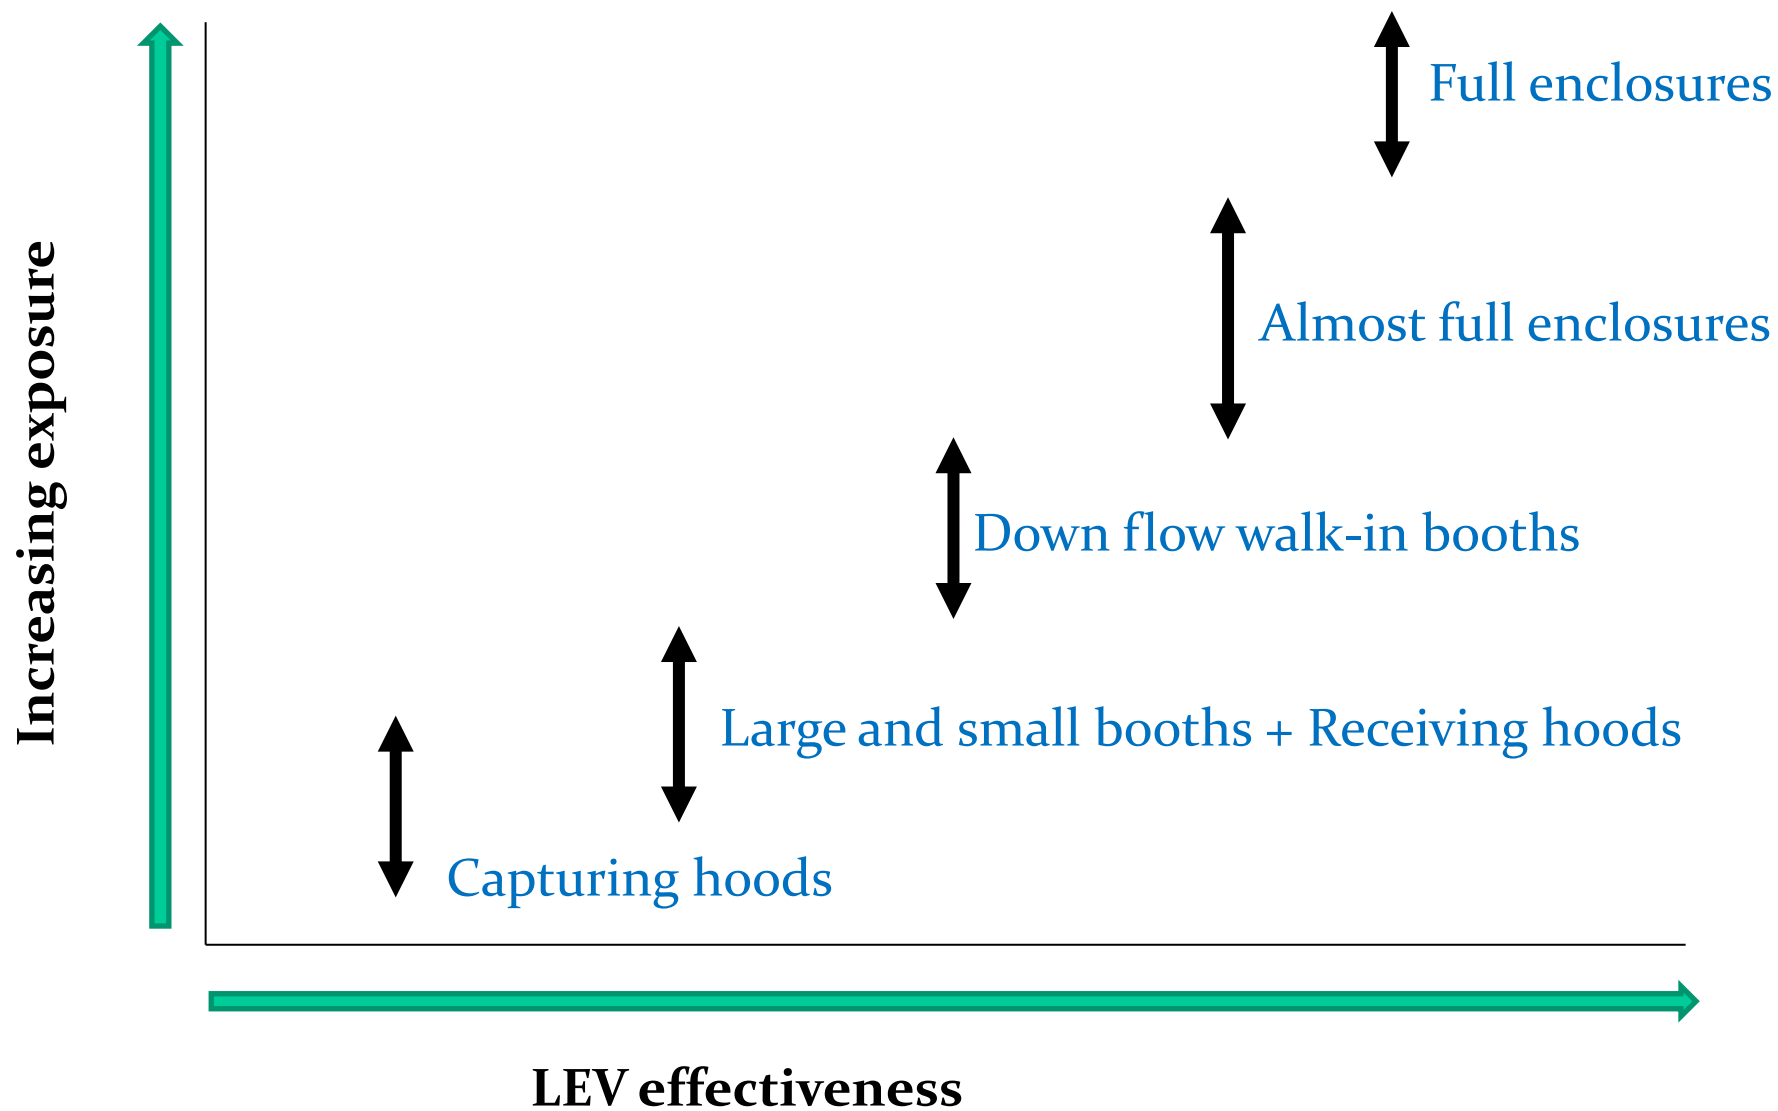 Full enclosures
Almost full enclosures
Increasing exposure
Down flow walk-in booths
Large and small booths + Receiving hoods
Capturing hoods
LEV effectiveness